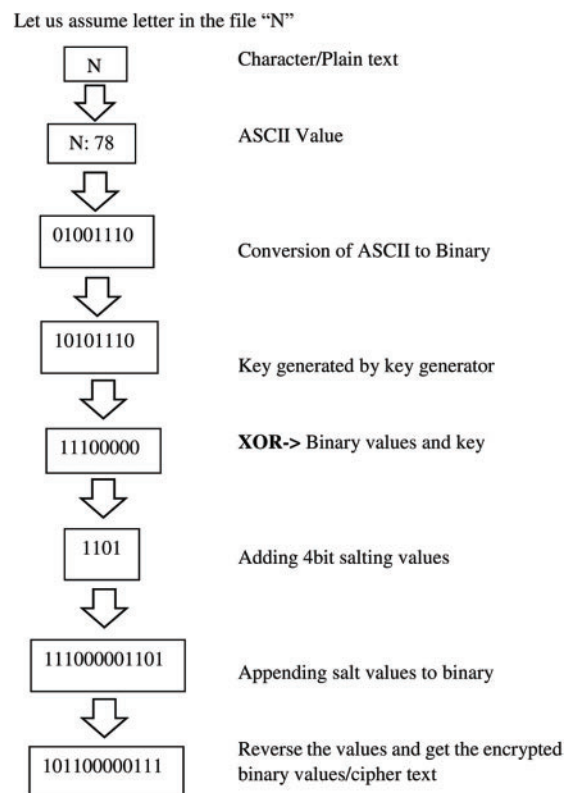 Let us assume letter in the file “N”
N
Character/Plain text
N: 78
ASCII Value
01001110
Conversion of ASCII to Binary
10101110
Key generated by key generator
11100000
XOR-> Binary values and key
1101
Adding 4bit salting values
111000001101
Appending salt values to binary
101100000111
Reverse the values and get the encrypted
binary values/cipher text